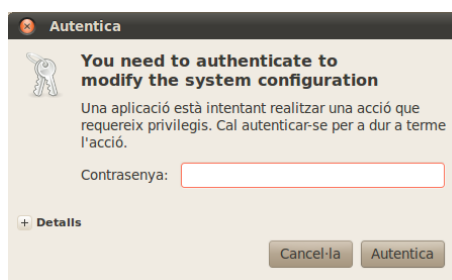 Autentica
You need to authenticate to
modify the system configuration
Una aplicació està intentant realitzar una acció que
requereix privilegis. Cal autenticar-se per a dur a terme
l'acció.
Contrasenya:
Detalls
Cancel·la Autentica